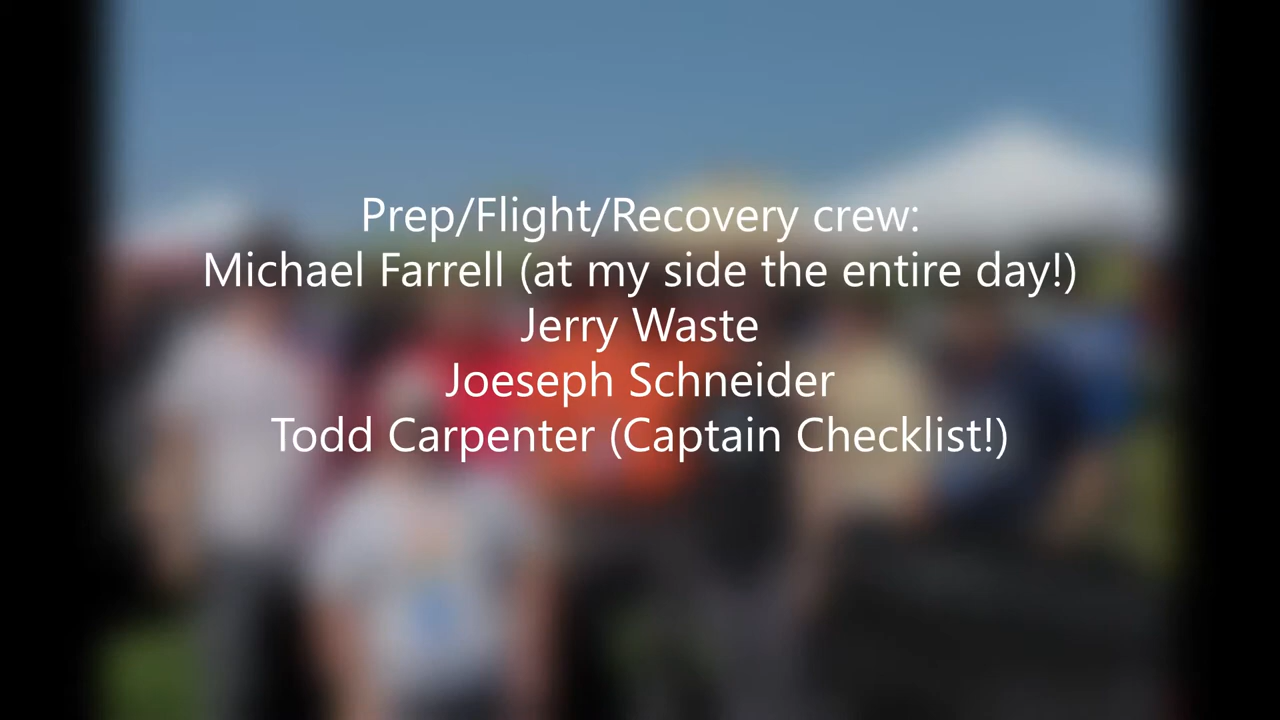 Prep/Flight/Recovery crew:
Michael Farrell (at my side the entire day!)
Jerry Waste
Joeseph Schneider
Todd Carpenter (Captain Checklist!)